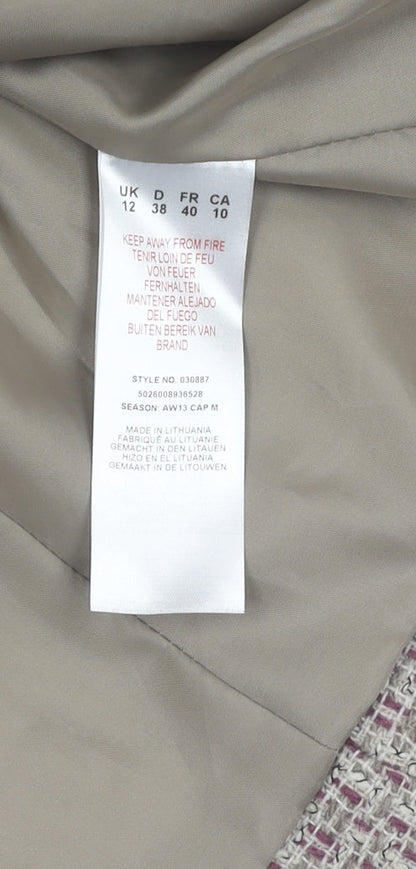 UK D FR CA
12 38 40 10
KEEP AWAY FROM FIRE
TENIR LOIN DE FEU
VON FEUER
FERNHALTEN
MANTENER ALEJADO
DEL FUEGO
BUITEN BEREIK VAN
BRAND
STYLE NO. 030887
5026008936528
SEASON: AW13 CAP M
MADE IN LITHUANIA
FABRIQUÉ AU LITUANIE
GEMACHT IN DEN LITAUEN
HIZO EN EL LITUANIA
GEMAAKT IN DE LITOUWEN